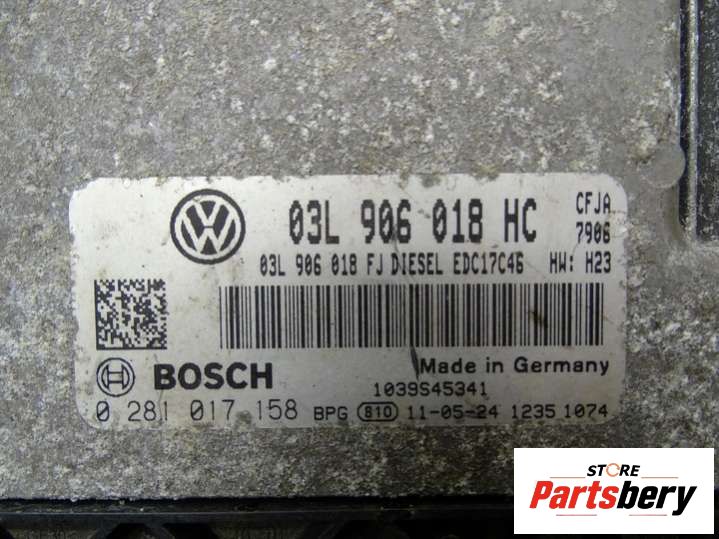 03L 906 018 HC CFJA
7906
03L 906 018 FJ DIESEL EDC17C46 HW: H23
BOSCH Made in Germany
1039S45341
0 281 017 158 BPG 810 11-05-24 1235 1074
STORE
Partsbery